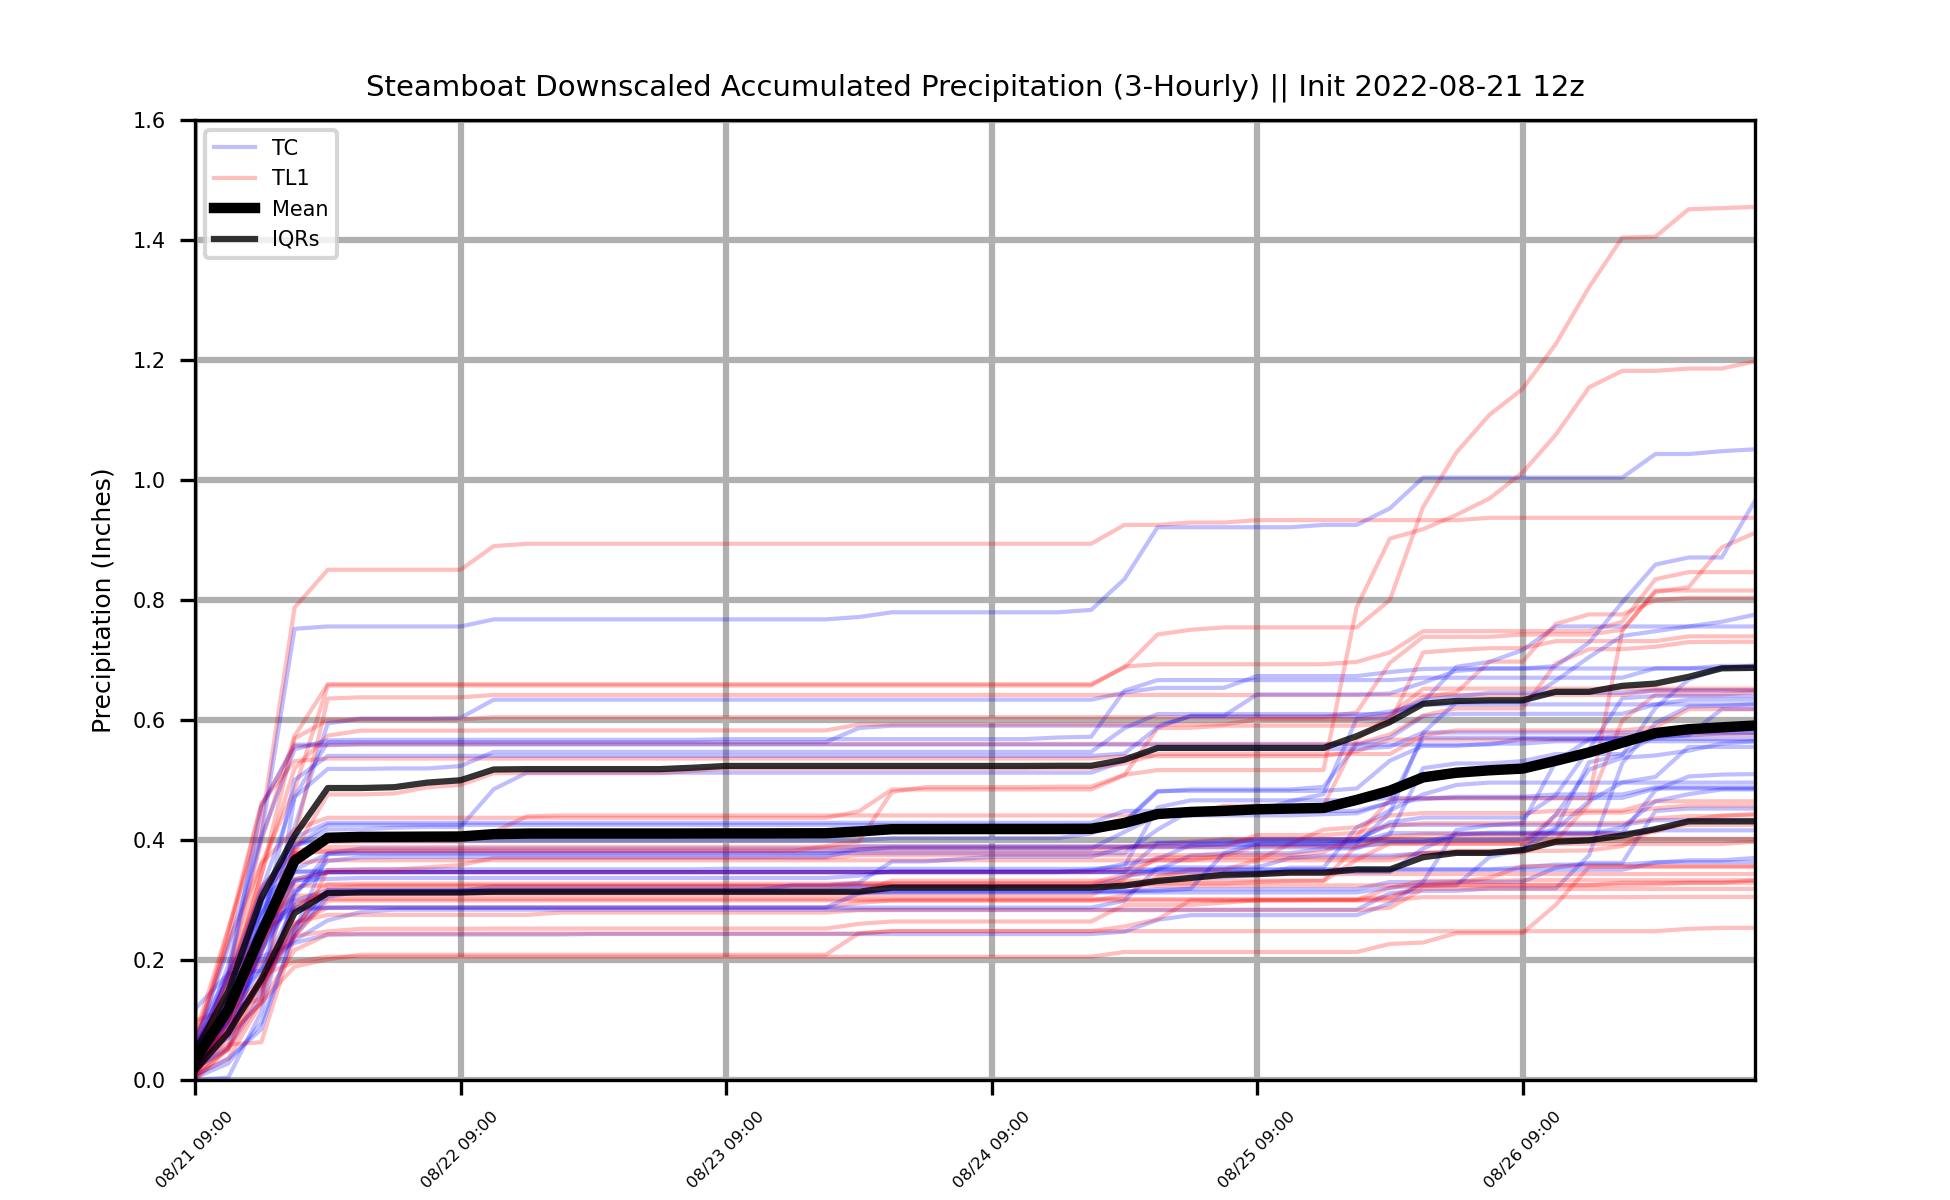 Steamboat Downscaled Accumulated Precipitation (3-Hourly) || Init 2022-08-21 12z
TC
TL1
Mean
IQRs
Precipitation (Inches)
1.6
1.4
1.2
1.0
0.8
0.6
0.4
0.2
0.0
08/21 09:00
08/22 09:00
08/23 09:00
08/24 09:00
08/25 09:00
08/26 09:00